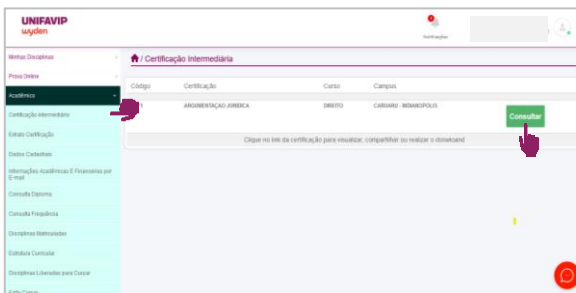 UNIFAVIP
wyden
Notificações
Minhas Disciplinas
/ Certificação Intermediária
Prova Online
Acadêmico
Código Certificação Curso Campus
Certificação Intermediária
1 ARGUMENTAÇÃO JURÍDICA DIREITO CARUARU - INDIANÓPOLIS
Consultar
Extrato Certificação
Clique no link da certificação para visualizar, compartilhar ou realizar o donwloand
Dados Cadastrais
Informações Acadêmicas E Financeiras por
E-mail
Consulta Diploma
Consulta Frequência
Disciplinas Matriculadas
Estrutura Curricular
Disciplinas Liberadas para Cursar